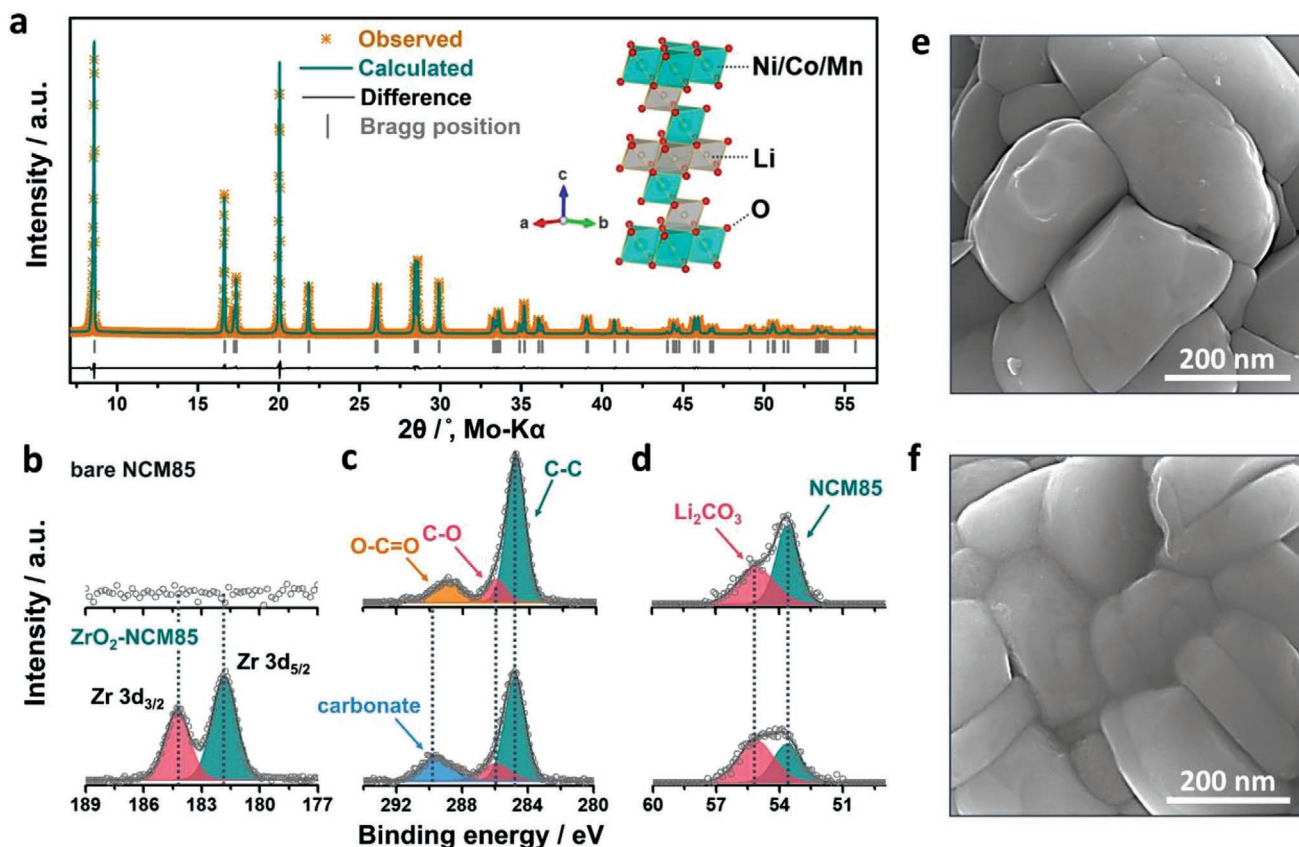 a
Observed
Calculated
Difference
Bragg position
Ni/Co/Mn
Li
O
c
a
b
Intensity / a.u.
10 15 20 25 30 35 40 45 50 55
2θ / °, Mo-Kα
e
200 nm
b
bare NCM85
ZrO₂-NCM85
Zr 3d₅/₂
Zr 3d₃/₂
Intensity / a.u.
189 186 183 180 177
c
C-C
C-O
O-C=O
carbonate
292 288 284 280
Binding energy / eV
d
NCM85
Li₂CO₃
60 57 54 51
f
200 nm